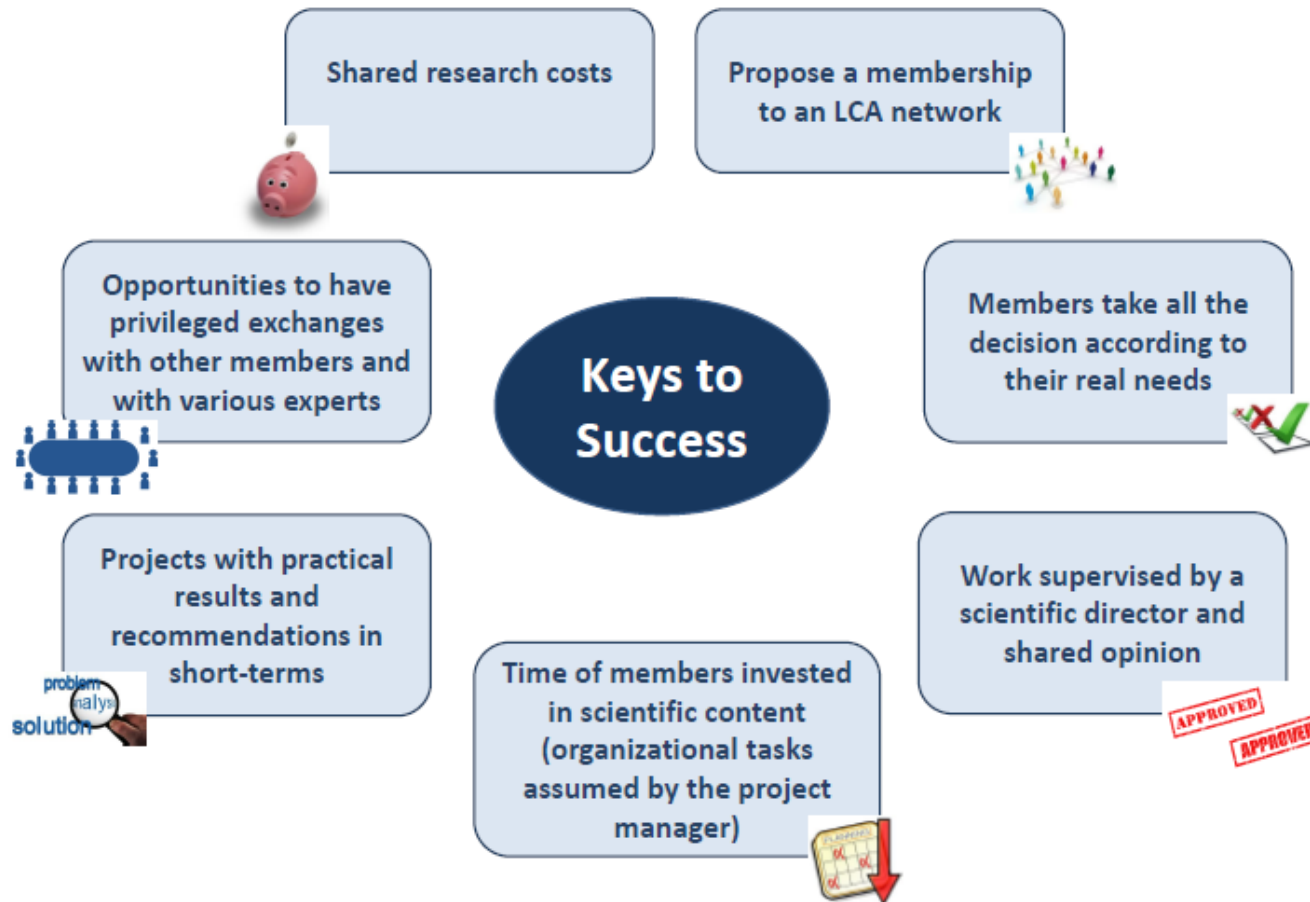 Shared research costs
Propose a membership
to an LCA network
Opportunities to have
privileged exchanges
with other members and
with various experts
Keys to
Success
Members take all the
decision according to
their real needs
Projects with practical
results and
recommendations in
short-terms
problem
solution
Time of members invested
in scientific content
(organizational tasks
assumed by the project
manager)
Work supervised by a
scientific director and
shared opinion
APPROVED